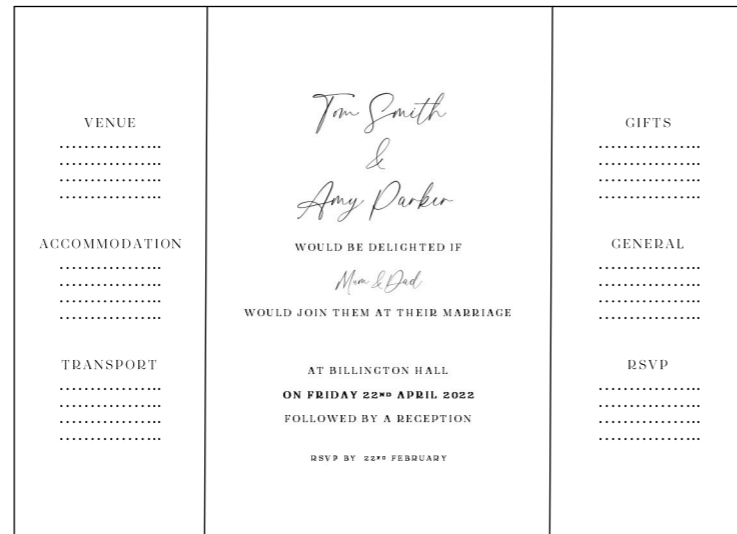 VENUE
.................
.................
.................
.................
ACCOMMODATION
.................
.................
.................
.................
TRANSPORT
.................
.................
.................
.................
Tom Smith
&
Amy Parker
WOULD BE DELIGHTED IF
Mum & Dad
WOULD JOIN THEM AT THEIR MARRIAGE
AT BILLINGTON HALL
ON FRIDAY 22ND APRIL 2022
FOLLOWED BY A RECEPTION
RSVP BY 22ND FEBRUARY
GIFTS
.................
.................
.................
.................
GENERAL
.................
.................
.................
.................
RSVP
.................
.................
.................
.................